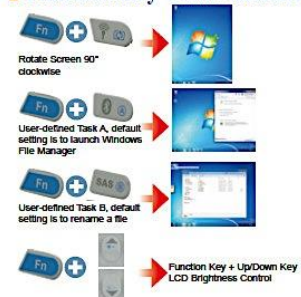 Fn
Rotate Screen 90°
clockwise
Fn
User-defined Task A, default
setting is to launch Windows
File Manager
Fn
SAS
User-defined Task B, default
setting is to rename a file
Fn
Function Key + Up/Down Key
LCD Brightness Control